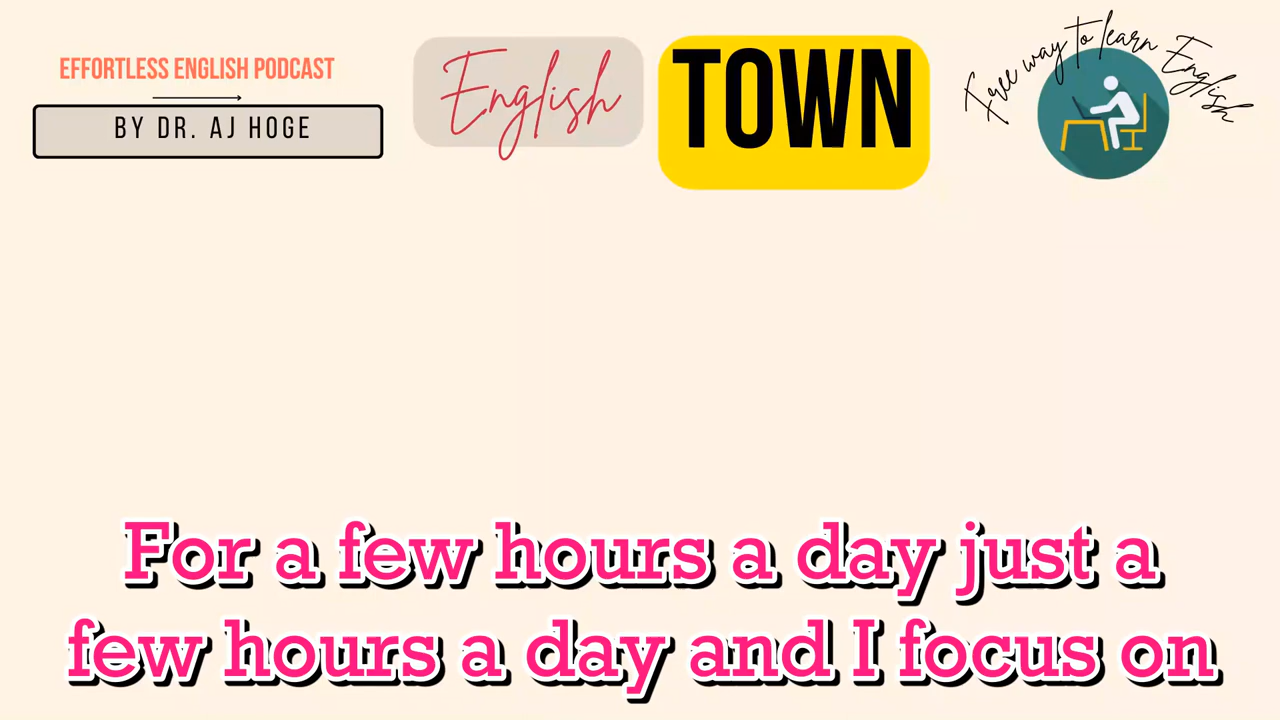 EFFORTLESS ENGLISH PODCAST
BY DR. AJ HOGE
English
TOWN
Free way to learn English
For a few hours a day just a
few hours a day and I focus on